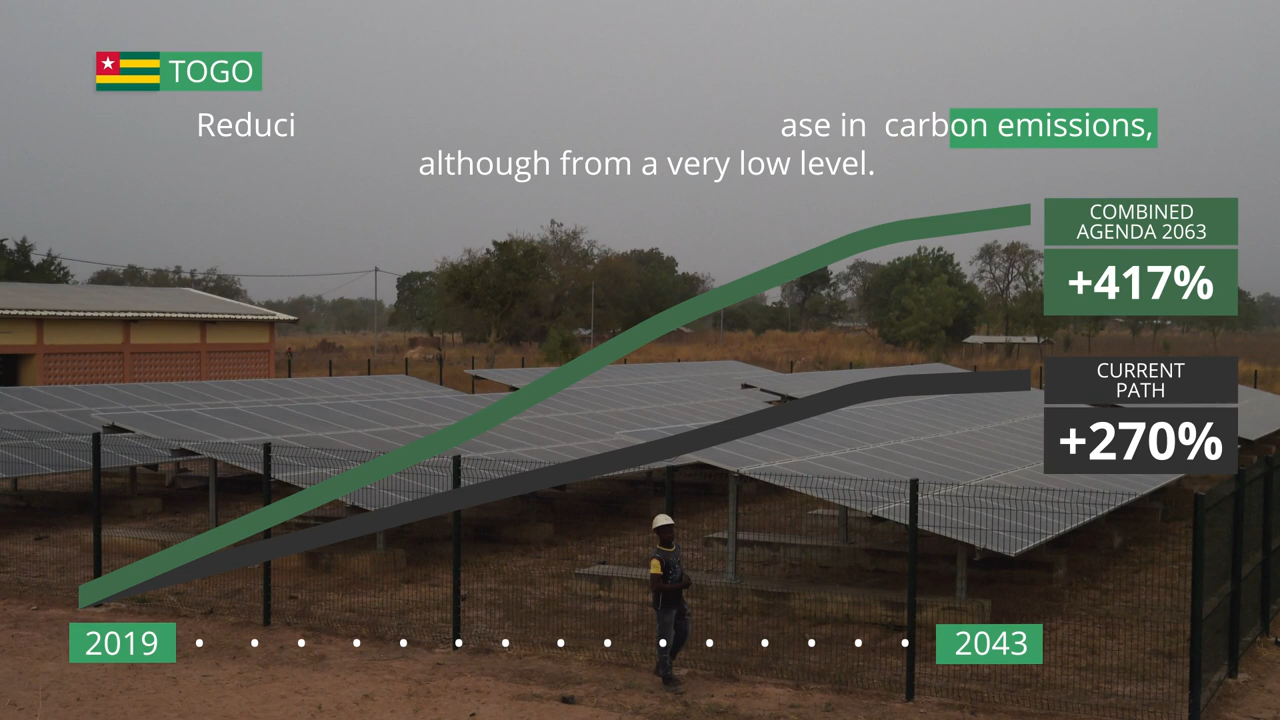 TOGO
Reduci ase in carbon emissions,
although from a very low level.
COMBINED
AGENDA 2063
+417%
CURRENT
PATH
+270%
2019
2043